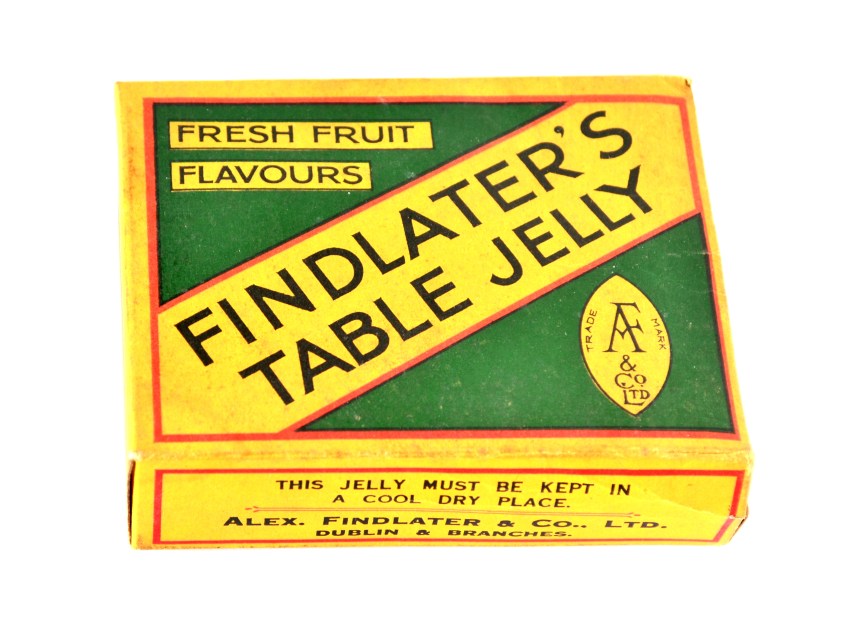 FRESH FRUIT
FLAVOURS
FINDLATER'S
TABLE JELLY
TRADE MARK
AF
& Co.
LTD
THIS JELLY MUST BE KEPT IN
A COOL DRY PLACE.
ALEX. FINDLATER & CO., LTD.
DUBLIN & BRANCHES.